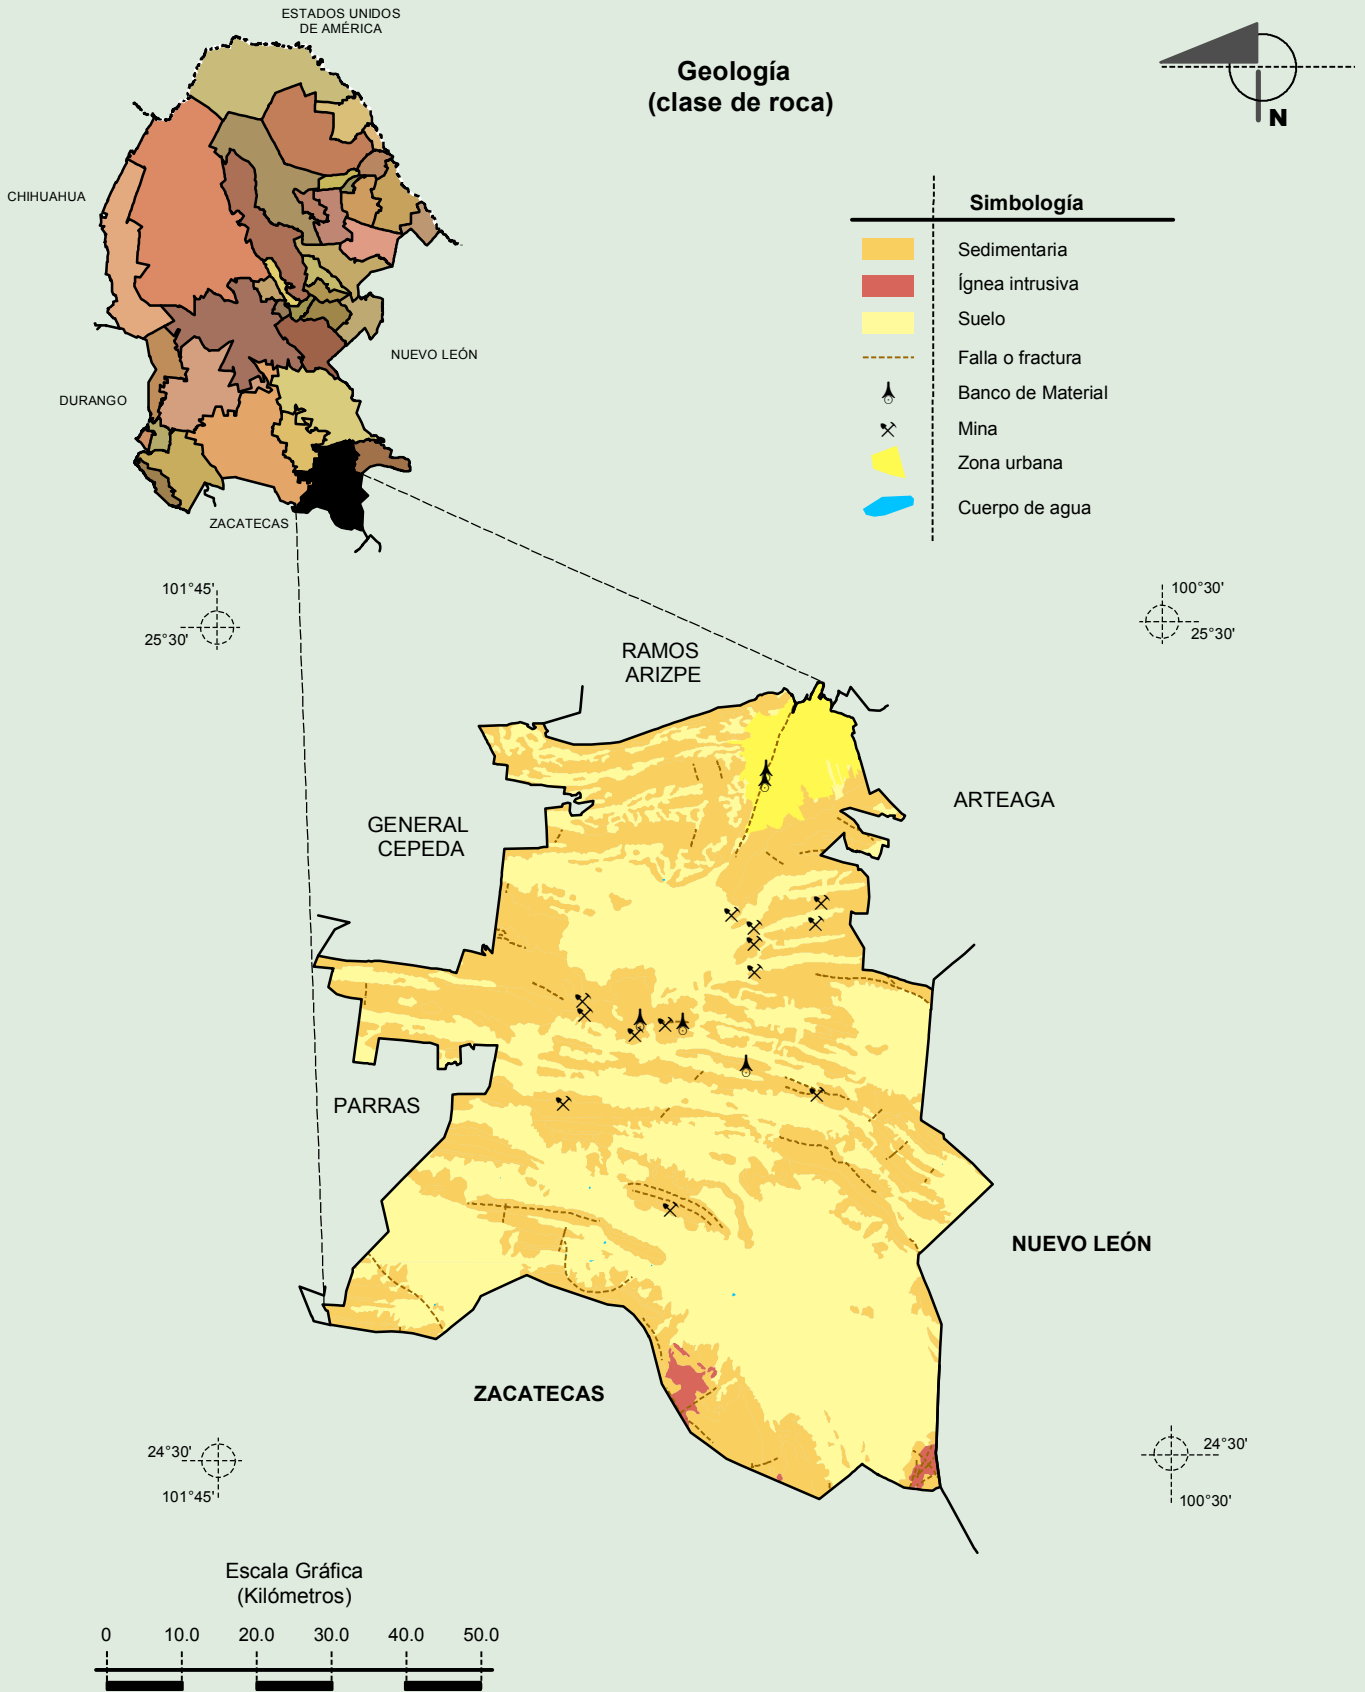 ESTADOS UNIDOS
DE AMÉRICA
Geología
(clase de roca)
N
CHIHUAHUA
NUEVO LEÓN
DURANGO
ZACATECAS
Simbología
Sedimentaria
Ígnea intrusiva
Suelo
Falla o fractura
Banco de Material
Mina
Zona urbana
Cuerpo de agua
101°45'
25°30'
100°30'
25°30'
RAMOS
ARIZPE
ARTEAGA
GENERAL
CEPEDA
PARRAS
NUEVO LEÓN
ZACATECAS
24°30'
101°45'
24°30'
100°30'
Escala Gráfica
(Kilómetros)
0 10.0 20.0 30.0 40.0 50.0